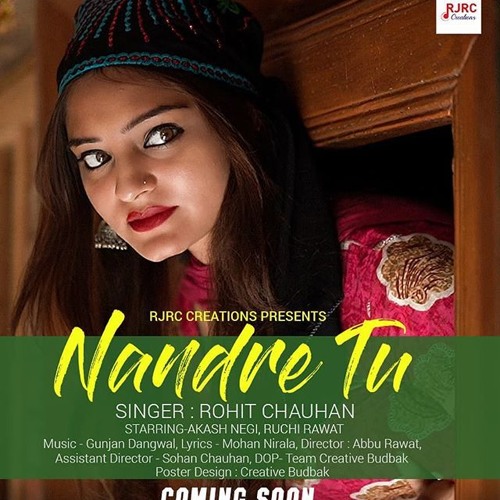 RJRC
Creations
RJRC CREATIONS PRESENTS
Nandre Tu
SINGER : ROHIT CHAUHAN
STARRING-AKASH NEGI, RUCHI RAWAT
Music - Gunjan Dangwal, Lyrics - Mohan Nirala, Director : Abbu Rawat,
Assistant Director - Sohan Chauhan, DOP- Team Creative Budbak
Poster Design : Creative Budbak
COMING SOON